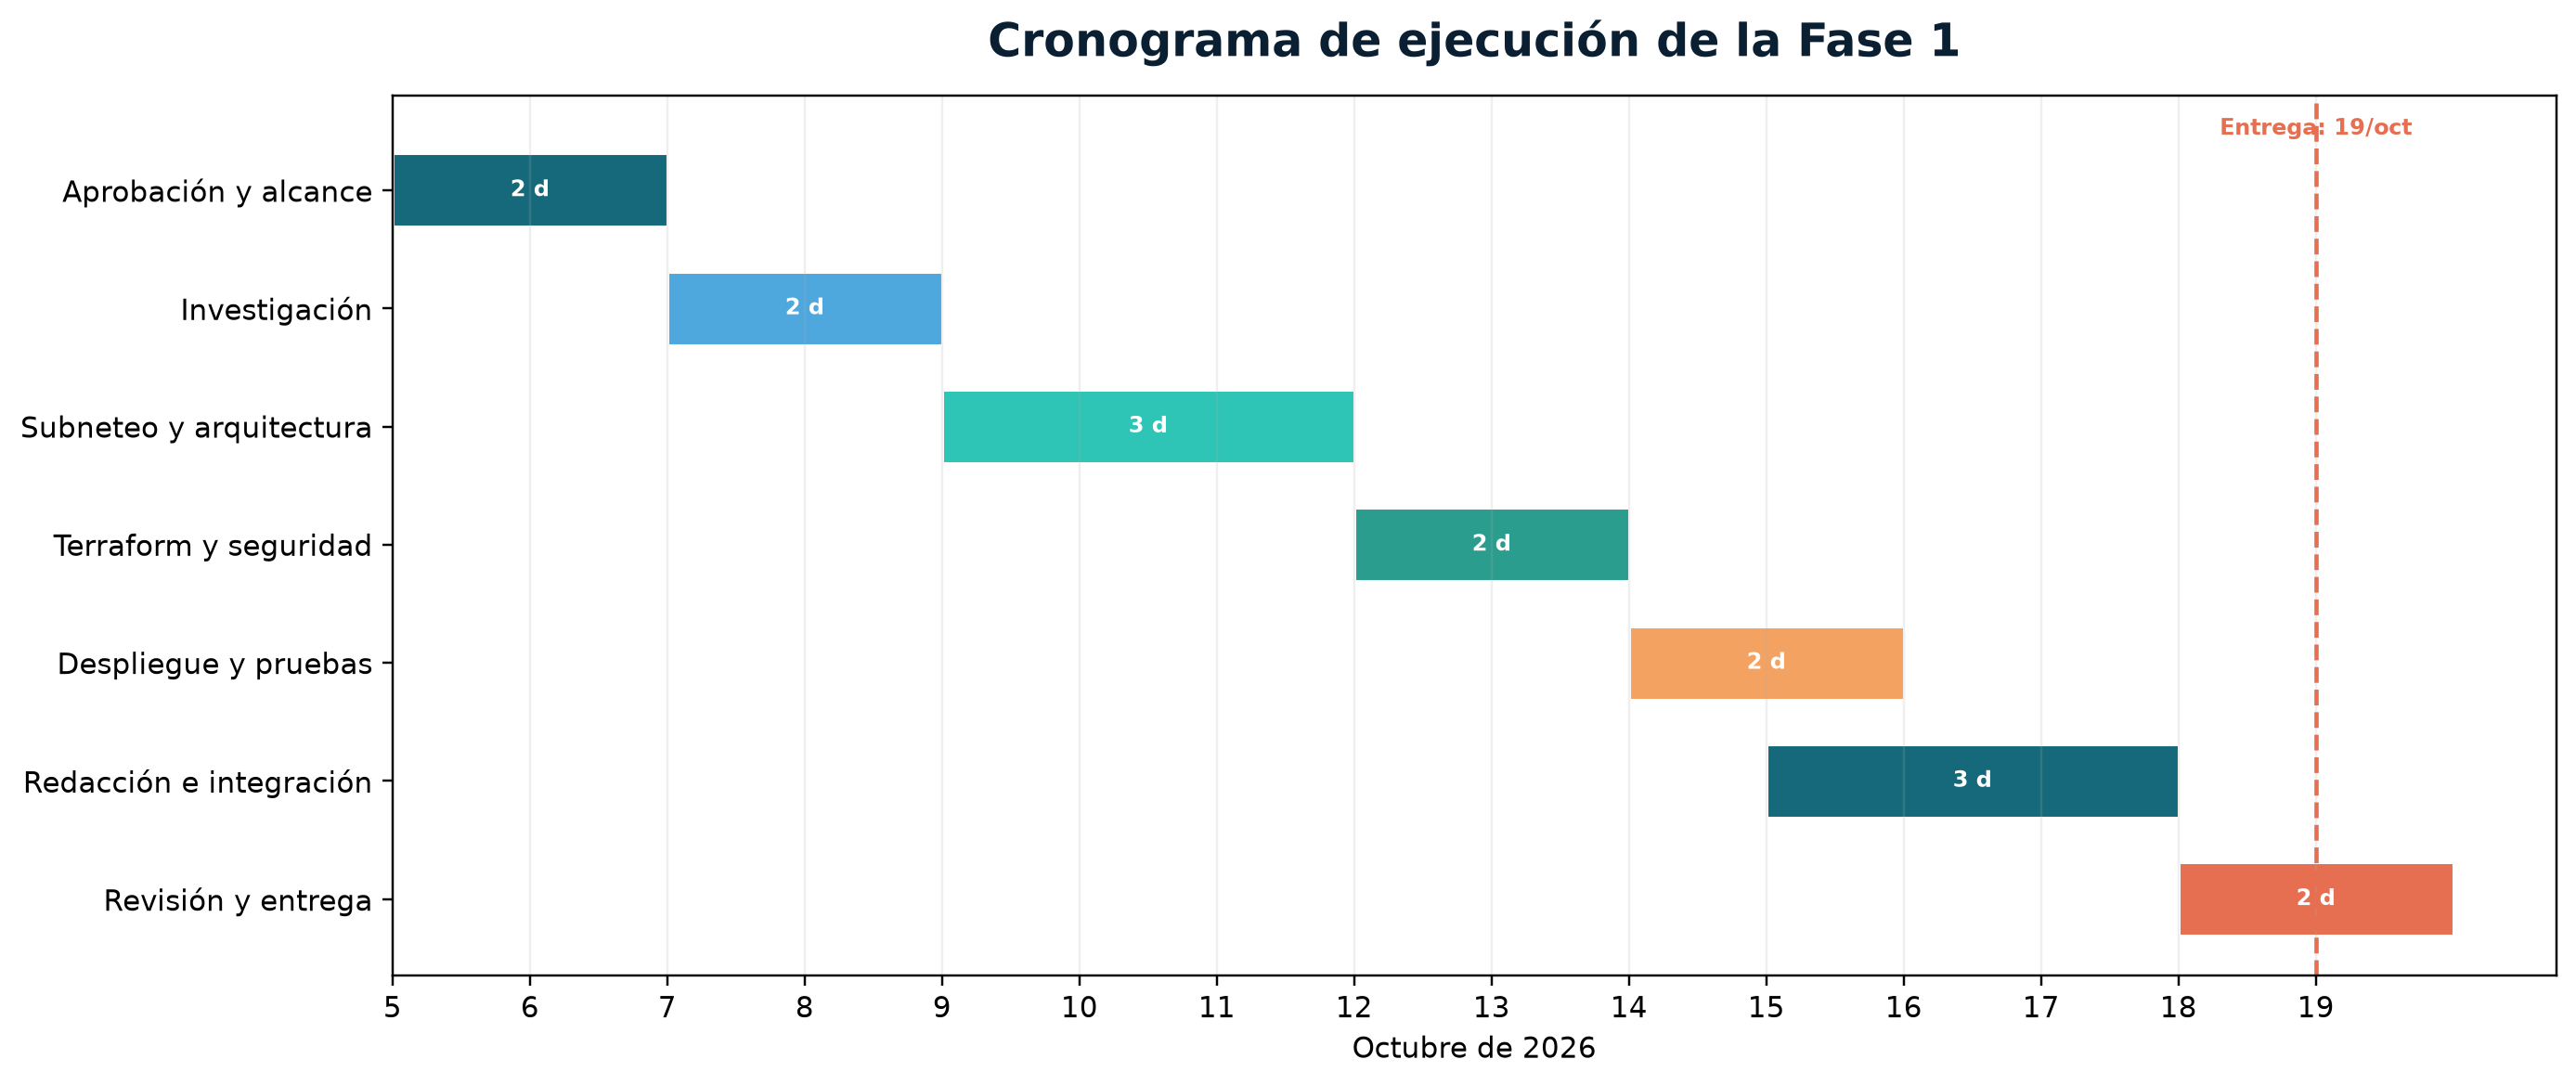 Cronograma de ejecución de la Fase 1
Entrega: 19/oct
Aprobación y alcance
2 d
Investigación
2 d
Subneteo y arquitectura
3 d
Terraform y seguridad
2 d
Despliegue y pruebas
2 d
Redacción e integración
3 d
Revisión y entrega
2 d
5 6 7 8 9 10 11 12 13 14 15 16 17 18 19
Octubre de 2026